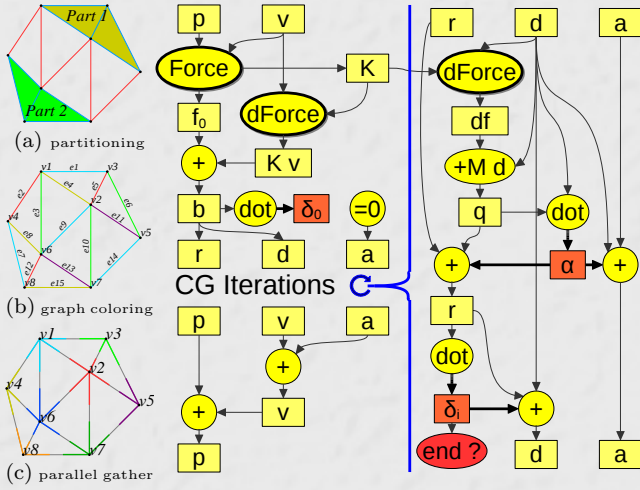 Part 1
Part 2
(a) partitioning
v1
v3
e1
e2
e4
e5
e6
e3
v2
v4
e11
e9
v5
e8
e10
v6
e7
e12
e13
e14
v8
e15
v7
(b) graph coloring
v1
v3
v2
v4
v5
v6
v8
v7
(c) parallel gather
p
v
Force
K
dForce
f0
+
K v
b
dot
δ0
=0
r
d
a
CG Iterations
p
v
a
+
+
v
p
r
d
a
dForce
df
+M d
q
dot
+
α
+
r
dot
δi
+
end ?
d
a